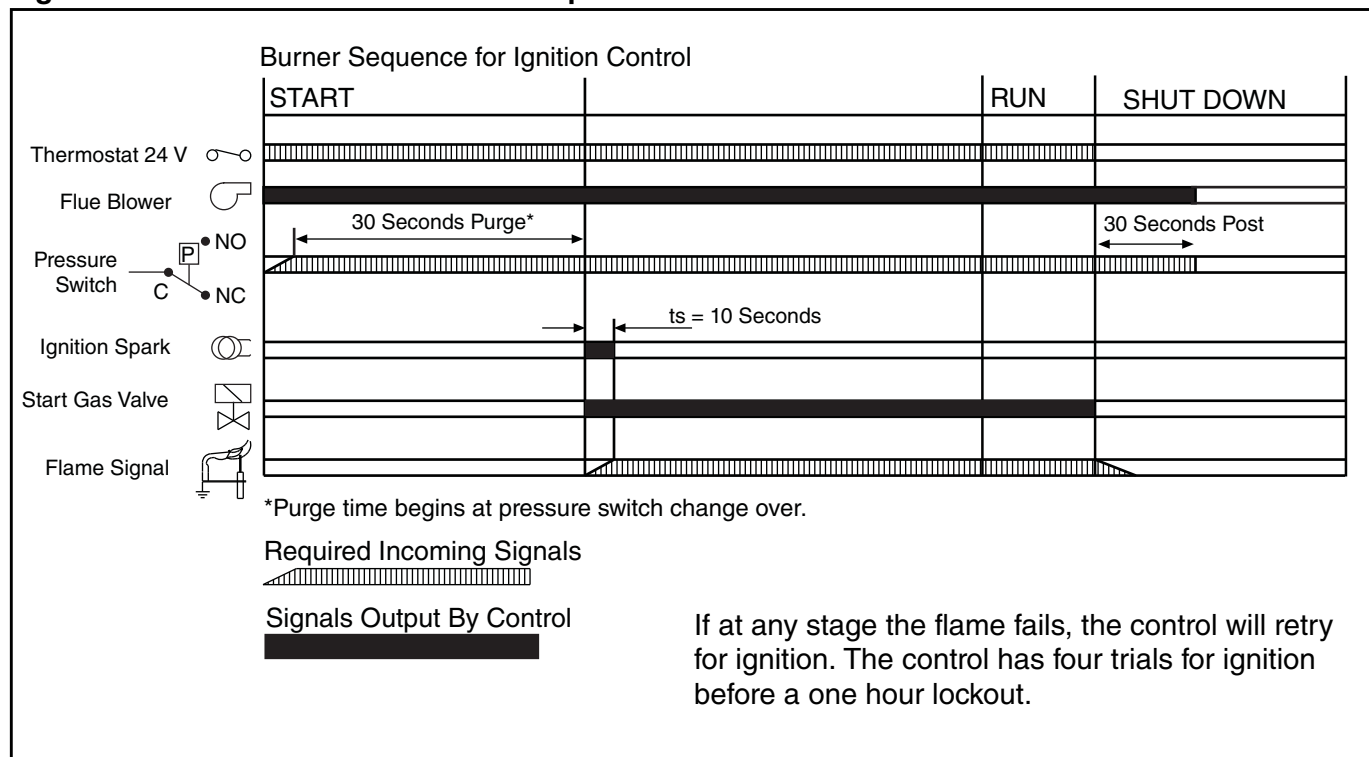 Burner Sequence for Ignition Control
START
RUN
SHUT DOWN
Thermostat 24 V
Flue Blower
30 Seconds Purge*
30 Seconds Post
Pressure
Switch
P
NO
C
NC
ts = 10 Seconds
Ignition Spark
Start Gas Valve
Flame Signal
*Purge time begins at pressure switch change over.
Required Incoming Signals
Signals Output By Control
If at any stage the flame fails, the control will retry
for ignition. The control has four trials for ignition
before a one hour lockout.